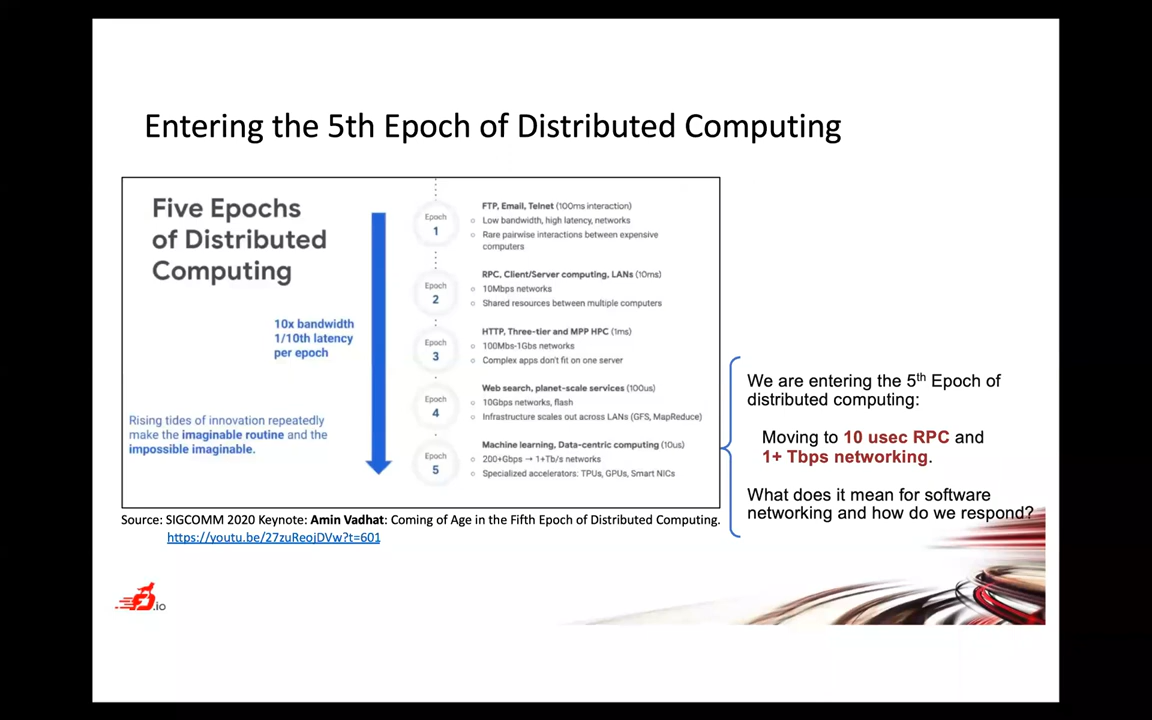 Entering the 5th Epoch of Distributed Computing
Five Epochs
of Distributed
Computing
10x bandwidth
1/10th latency
per epoch
Rising tides of innovation repeatedly
make the imaginable routine and the
impossible imaginable.
Epoch
1
FTP, Email, Telnet (100ms interaction)
Low bandwidth, high latency, networks
Rare pairwise interactions between expensive
computers
Epoch
2
RPC, Client/Server computing, LANs (10ms)
10Mbps networks
Shared resources between multiple computers
Epoch
3
HTTP, Three-tier and MPP HPC (1ms)
100Mbs-1Gbs networks
Complex apps don't fit on one server
Epoch
4
Web search, planet-scale services (100us)
10Gbps networks, flash
Infrastructure scales out across LANs (GFS, MapReduce)
Epoch
5
Machine learning, Data-centric computing (10us)
200+Gbps → 1+Tb/s networks
Specialized accelerators: TPUs, GPUs, Smart NICs
We are entering the 5th Epoch of
distributed computing:
Moving to 10 usec RPC and
1+ Tbps networking.
What does it mean for software
networking and how do we respond?
Source: SIGCOMM 2020 Keynote: Amin Vadhat: Coming of Age in the Fifth Epoch of Distributed Computing.
https://youtu.be/27zuReojDVw?t=601
.io